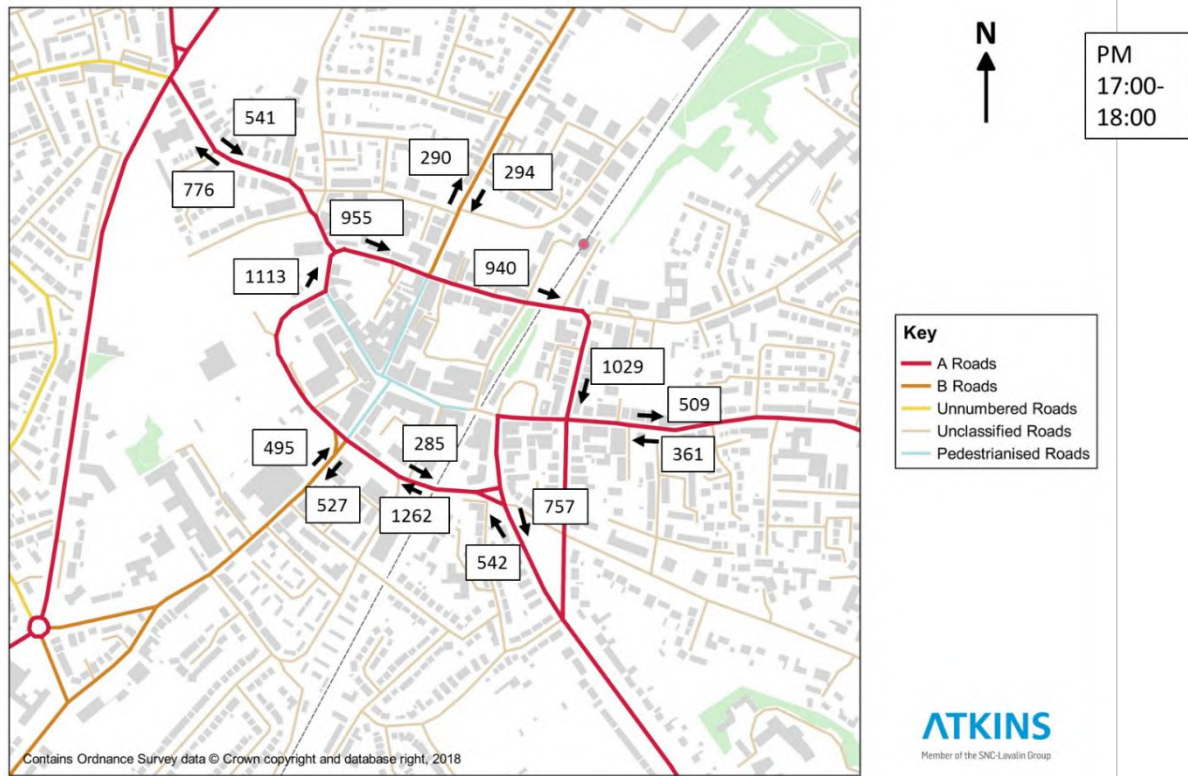 N
PM
17:00-
18:00
541
776
290
294
955
940
1113
1029
509
361
495
527
285
1262
757
542
Key
A Roads
B Roads
Unnumbered Roads
Unclassified Roads
Pedestrianised Roads
Contains Ordnance Survey data © Crown copyright and database right, 2018
ATKINS
Member of the SNC-Lavalin Group